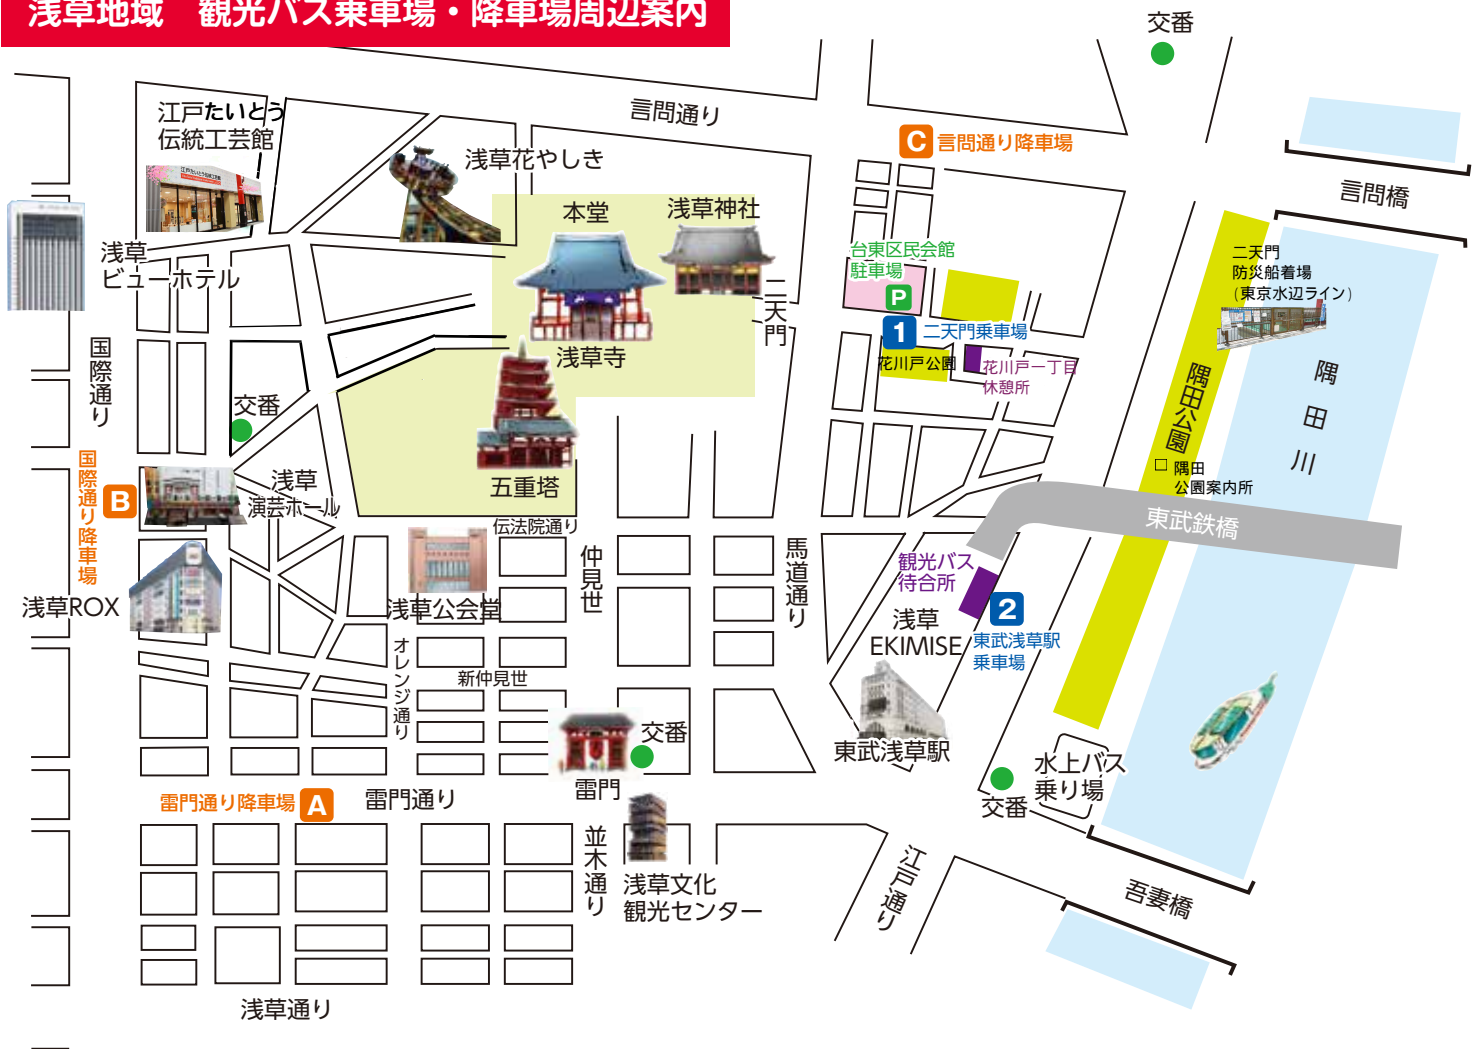 浅草地域　観光バス乗車場・降車場周辺案内
交番
言問通り
C 言問通り降車場
江戸たいとう
伝統工芸館
浅草花やしき
言問橋
本堂
浅草神社
浅草
ビューホテル
台東区民会館
駐車場
P
二天門
二天門
防災船着場
(東京水辺ライン)
1 二天門乗車場
浅草寺
花川戸公園
花川戸一丁目
休憩所
国際通り
隅田公園
隅田川
交番
国際通り降車場
B
浅草
演芸ホール
五重塔
隅田
公園案内所
伝法院通り
東武鉄橋
仲見世
馬道通り
観光バス
待合所
浅草ROX
浅草公会堂
2
東武浅草駅
乗車場
浅草
EKIMISE
オレンジ通り
新仲見世
交番
東武浅草駅
雷門
水上バス
乗り場
交番
雷門通り降車場 A
雷門通り
並木通り
浅草文化
観光センター
江戸通り
吾妻橋
浅草通り